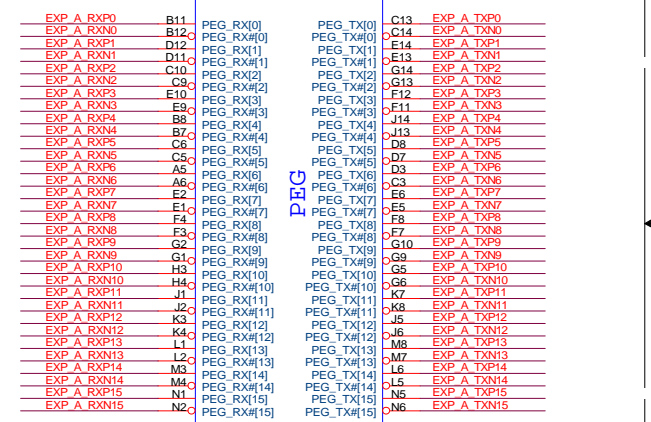 EXP_A_RXP0 B11 PEG_RX[0] PEG_TX[0] C13 EXP_A_TXP0
EXP_A_RXN0 B12 PEG_RX#[0] PEG_TX#[0] C14 EXP_A_TXN0
EXP_A_RXP1 D12 PEG_RX[1] PEG_TX[1] E14 EXP_A_TXP1
EXP_A_RXN1 D11 PEG_RX#[1] PEG_TX#[1] E13 EXP_A_TXN1
EXP_A_RXP2 C10 PEG_RX[2] PEG_TX[2] G14 EXP_A_TXP2
EXP_A_RXN2 C9 PEG_RX#[2] PEG_TX#[2] G13 EXP_A_TXN2
EXP_A_RXP3 E10 PEG_RX[3] PEG_TX[3] F12 EXP_A_TXP3
EXP_A_RXN3 E9 PEG_RX#[3] PEG_TX#[3] F11 EXP_A_TXN3
EXP_A_RXP4 B8 PEG_RX[4] PEG_TX[4] J14 EXP_A_TXP4
EXP_A_RXN4 B7 PEG_RX#[4] PEG_TX#[4] J13 EXP_A_TXN4
EXP_A_RXP5 C6 PEG_RX[5] PEG_TX[5] D8 EXP_A_TXP5
EXP_A_RXN5 C5 PEG_RX#[5] PEG_TX#[5] D7 EXP_A_TXN5
EXP_A_RXP6 A5 PEG_RX[6] PEG_TX[6] D3 EXP_A_TXP6
EXP_A_RXN6 A6 PEG_RX#[6] PEG_TX#[6] C3 EXP_A_TXN6
EXP_A_RXP7 E2 PEG_RX[7] PEG PEG_TX[7] E6 EXP_A_TXP7
EXP_A_RXN7 E1 PEG_RX#[7] PEG_TX#[7] E5 EXP_A_TXN7
EXP_A_RXP8 F4 PEG_RX[8] PEG_TX[8] F8 EXP_A_TXP8
EXP_A_RXN8 F3 PEG_RX#[8] PEG_TX#[8] F7 EXP_A_TXN8
EXP_A_RXP9 G2 PEG_RX[9] PEG_TX[9] G10 EXP_A_TXP9
EXP_A_RXN9 G1 PEG_RX#[9] PEG_TX#[9] G9 EXP_A_TXN9
EXP_A_RXP10 H3 PEG_RX[10] PEG_TX[10] G5 EXP_A_TXP10
EXP_A_RXN10 H4 PEG_RX#[10] PEG_TX#[10] G6 EXP_A_TXN10
EXP_A_RXP11 J1 PEG_RX[11] PEG_TX[11] K7 EXP_A_TXP11
EXP_A_RXN11 J2 PEG_RX#[11] PEG_TX#[11] K8 EXP_A_TXN11
EXP_A_RXP12 K3 PEG_RX[12] PEG_TX[12] J5 EXP_A_TXP12
EXP_A_RXN12 K4 PEG_RX#[12] PEG_TX#[12] J6 EXP_A_TXN12
EXP_A_RXP13 L1 PEG_RX[13] PEG_TX[13] M8 EXP_A_TXP13
EXP_A_RXN13 L2 PEG_RX#[13] PEG_TX#[13] M7 EXP_A_TXN13
EXP_A_RXP14 M3 PEG_RX[14] PEG_TX[14] L6 EXP_A_TXP14
EXP_A_RXN14 M4 PEG_RX#[14] PEG_TX#[14] L5 EXP_A_TXN14
EXP_A_RXP15 N1 PEG_RX[15] PEG_TX[15] N5 EXP_A_TXP15
EXP_A_RXN15 N2 PEG_RX#[15] PEG_TX#[15] N6 EXP_A_TXN15